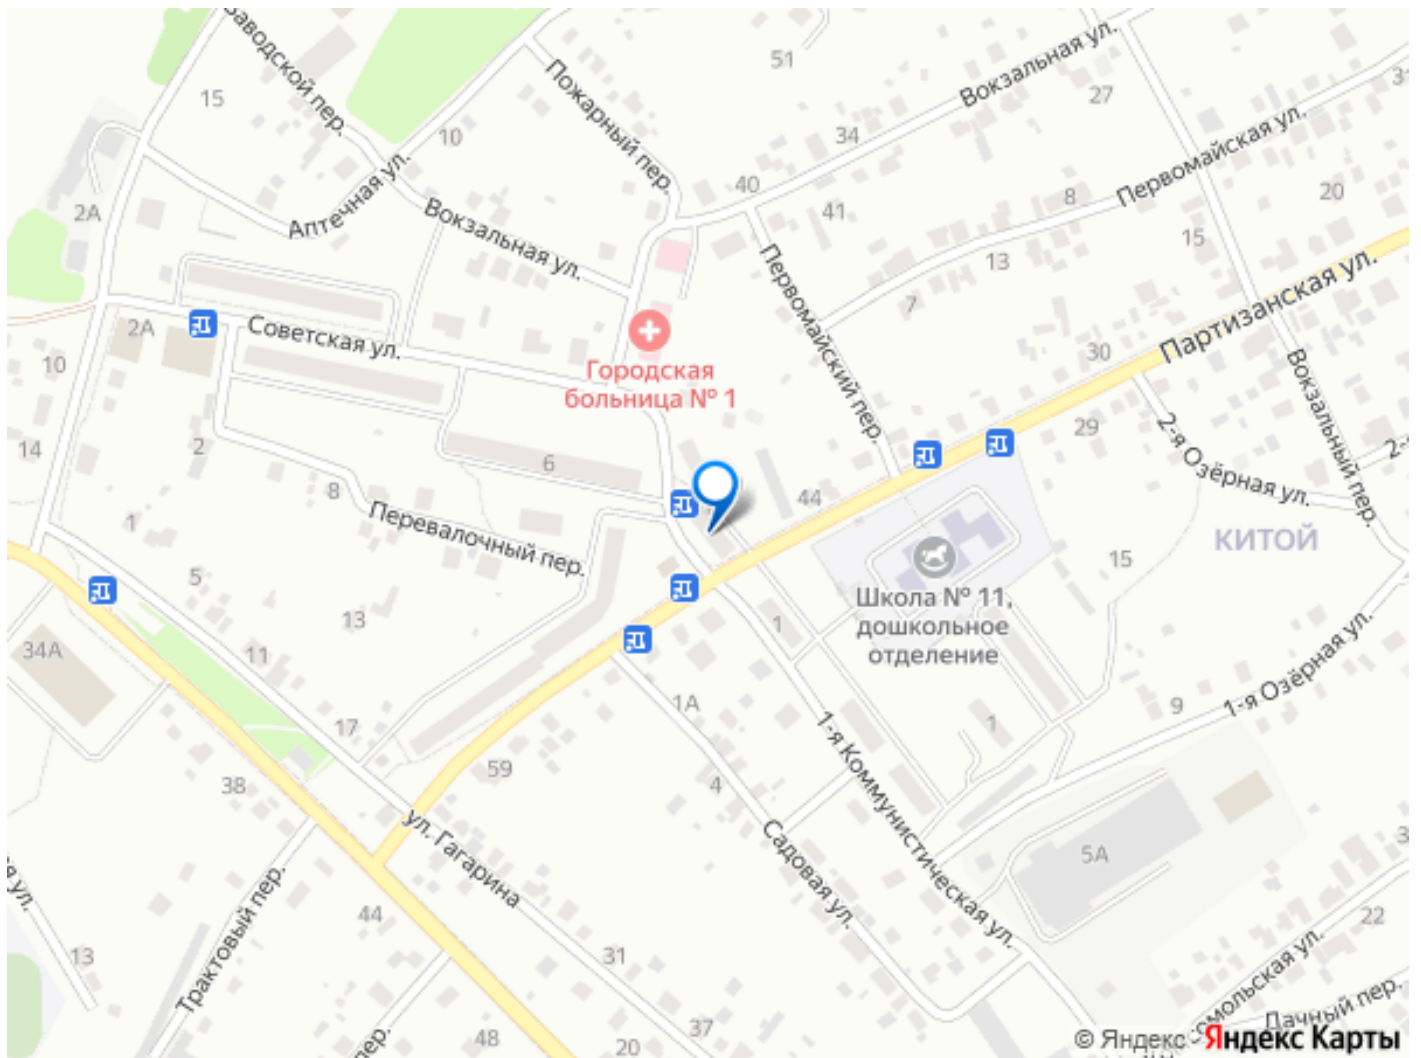 Заводской пер.
15
Пожарный пер.
51
Вокзальная ул.
27
31
10
34
Первомайская ул.
Аптечная ул.
2А
Вокзальная ул.
40
41
8
20
15
Первомайский пер.
13
7
Партизанская ул.
2А
Советская ул.
10
30
Городская
больница № 1
Вокзальный пер.
14
2
6
8
29
2-я Озёрная ул.
44
1
Перевалочный пер.
КИТОЙ
15
5
13
Школа № 11,
дошкольное
отделение
1
34А
11
17
1А
1
9
1-я Озёрная ул.
1-я Коммунистическая ул.
59
4
38
ул. Гагарина
Садовая ул.
5А
Трактовый пер.
44
22
13
31
37
48
20
Дачный пер.
© Яндекс
Яндекс Карты